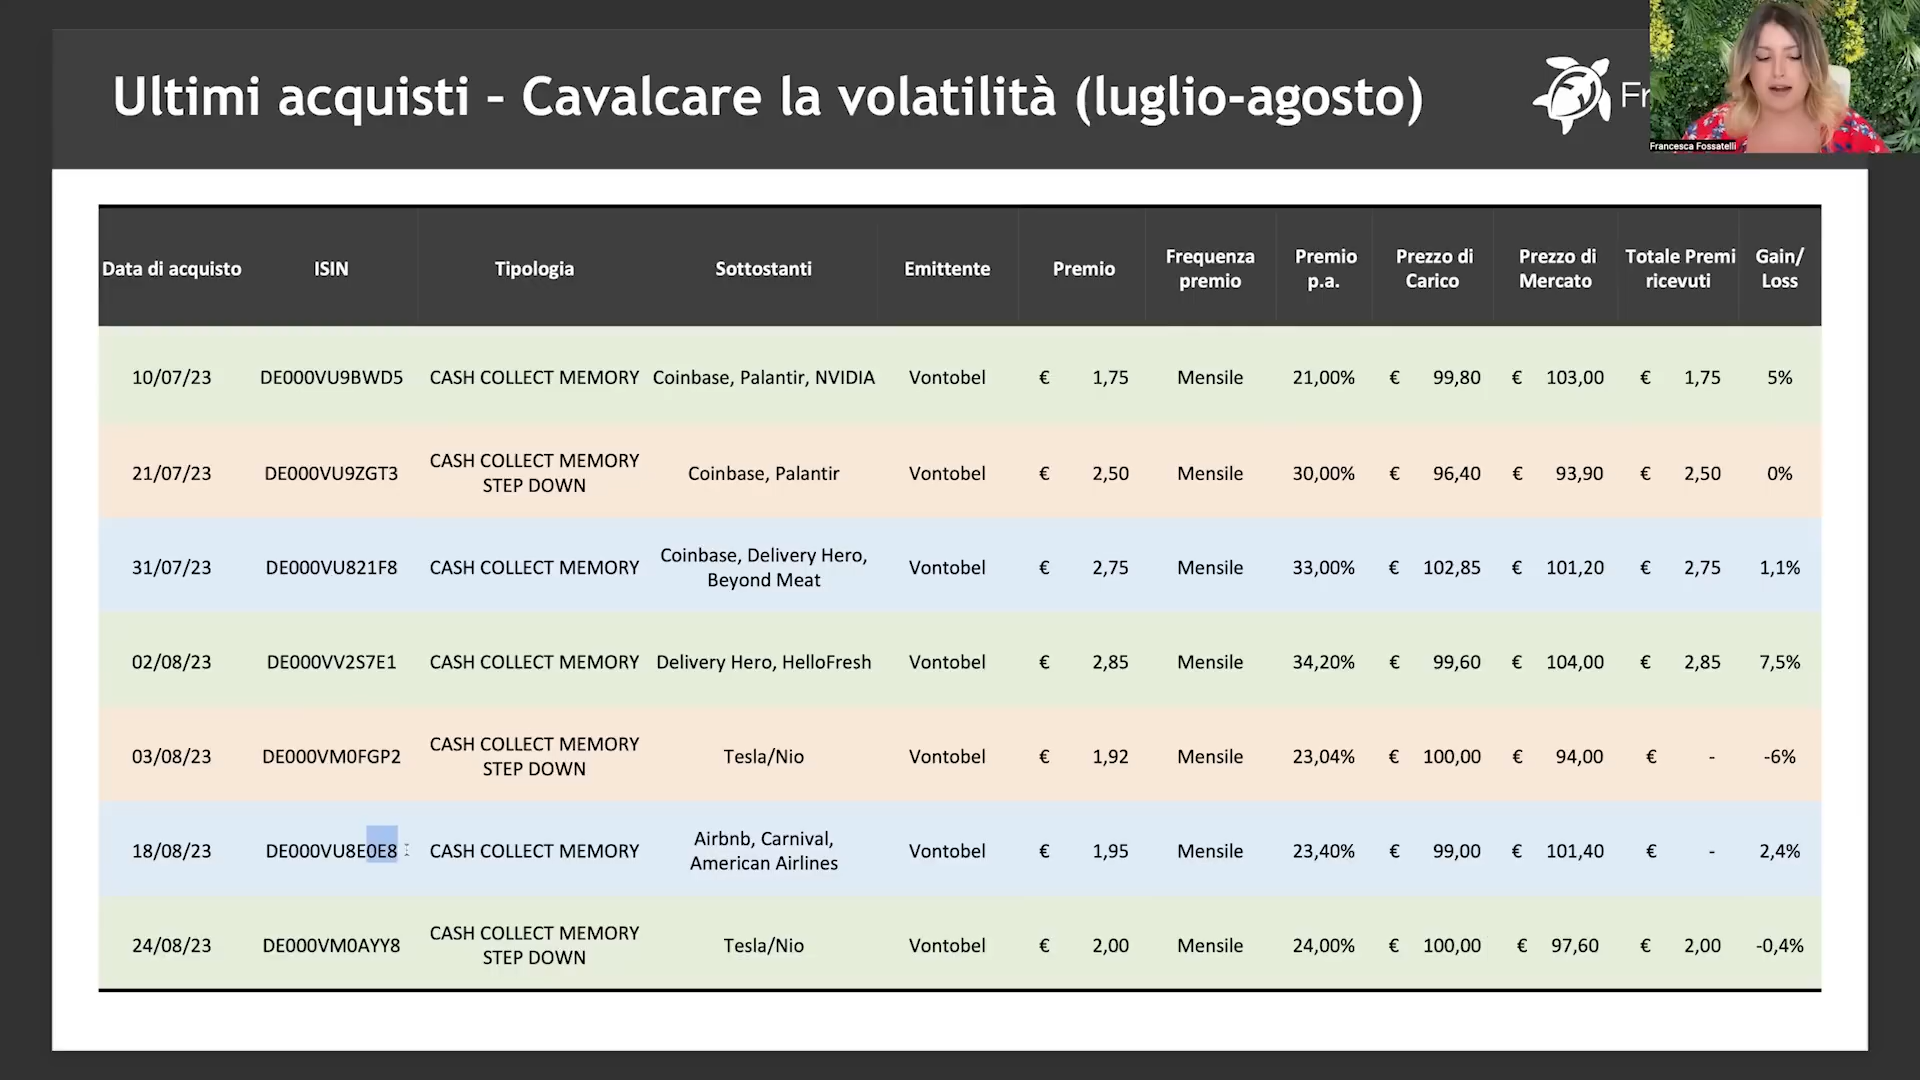 Ultimi acquisti - Cavalcare la volatilità (luglio-agosto)
Fr
Francesca Fossatelli
Data di acquisto ISIN Tipologia Sottostanti Emittente Premio Frequenza premio Premio p.a. Prezzo di Carico Prezzo di Mercato Totale Premi ricevuti Gain/ Loss
10/07/23 DE000VU9BWD5 CASH COLLECT MEMORY Coinbase, Palantir, NVIDIA Vontobel € 1,75 Mensile 21,00% € 99,80 € 103,00 € 1,75 5%
21/07/23 DE000VU9ZGT3 CASH COLLECT MEMORY STEP DOWN Coinbase, Palantir Vontobel € 2,50 Mensile 30,00% € 96,40 € 93,90 € 2,50 0%
31/07/23 DE000VU821F8 CASH COLLECT MEMORY Coinbase, Delivery Hero, Beyond Meat Vontobel € 2,75 Mensile 33,00% € 102,85 € 101,20 € 2,75 1,1%
02/08/23 DE000VV2S7E1 CASH COLLECT MEMORY Delivery Hero, HelloFresh Vontobel € 2,85 Mensile 34,20% € 99,60 € 104,00 € 2,85 7,5%
03/08/23 DE000VM0FGP2 CASH COLLECT MEMORY STEP DOWN Tesla/Nio Vontobel € 1,92 Mensile 23,04% € 100,00 € 94,00 € - -6%
18/08/23 DE000VU8E0E8 CASH COLLECT MEMORY Airbnb, Carnival, American Airlines Vontobel € 1,95 Mensile 23,40% € 99,00 € 101,40 € - 2,4%
24/08/23 DE000VM0AYY8 CASH COLLECT MEMORY STEP DOWN Tesla/Nio Vontobel € 2,00 Mensile 24,00% € 100,00 € 97,60 € 2,00 -0,4%